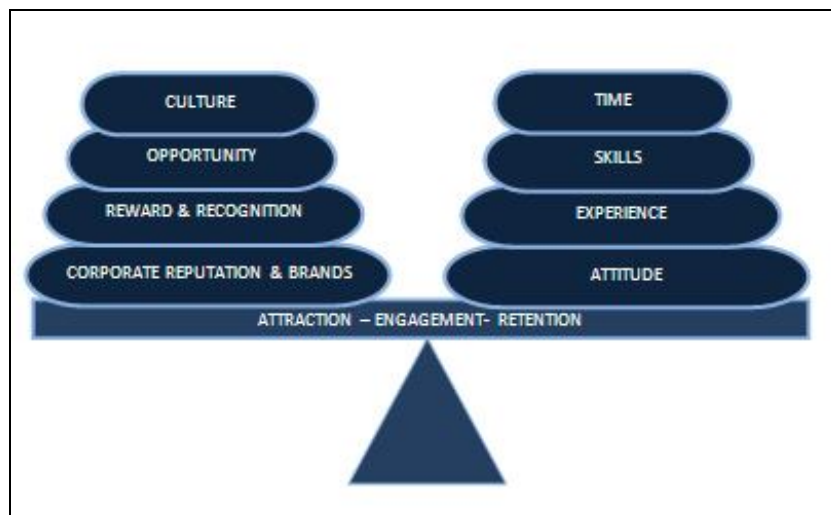 CULTURE
OPPORTUNITY
REWARD & RECOGNITION
CORPORATE REPUTATION & BRANDS
TIME
SKILLS
EXPERIENCE
ATTITUDE
ATTRACTION – ENGAGEMENT- RETENTION